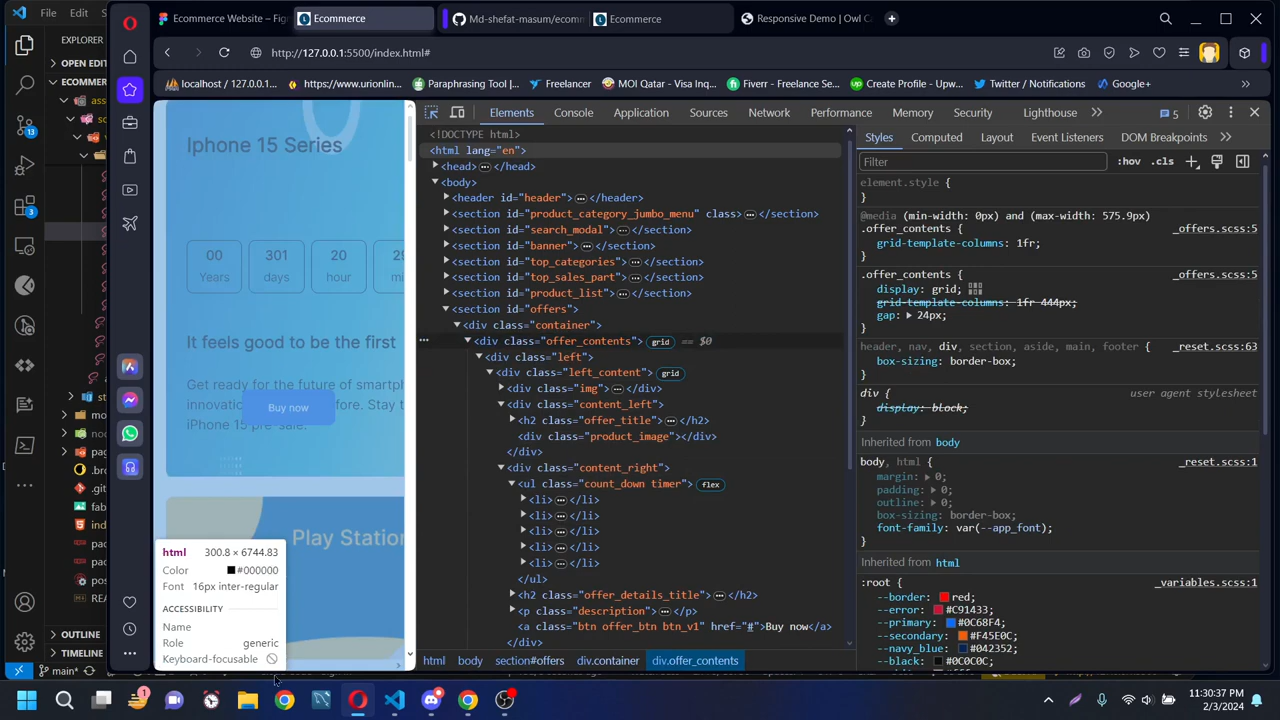 File
Ed
Ecommerce Website – Fig
Ecommerce
Md-shefat-masum/ecomm
Ecommerce
Responsive Demo | Owl Ca
EXPLORER
http://127.0.0.1:5500/index.html#
OPEN EDIT
localhost / 127.0.0.1...
https://www.urionlin...
Paraphrasing Tool |...
Freelancer
MOI Qatar - Visa Inq...
Fiverr - Freelance Se...
Create Profile - Upw...
Twitter / Notifications
Google+
ECOMMER
Iphone 15 Series
00
Years
301
days
20
hour
mi
It feels good to be the first
Get ready for the future of smartp
Buy now
iPhone 15 pre-sale.
Play Station
html 300.8 × 6744.83
Color #000000
Font 16px inter-regular
ACCESSIBILITY
Name
Role generic
Keyboard-focusable
Elements Console Application Sources Network Performance Memory Security Lighthouse 5
<!DOCTYPE html>
<html lang="en">
<head> </head>
<body>
<header id="header"> </header>
<section id="product_category_jumbo_menu" class> </section>
<section id="search_modal"> </section>
<section id="banner"> </section>
<section id="top_categories"> </section>
<section id="top_sales_part"> </section>
<section id="product_list"> </section>
<section id="offers">
<div class="container">
<div class="offer_contents"> grid == $0
<div class="left">
<div class="left_content"> grid
<div class="img"> </div>
<div class="content_left">
<h2 class="offer_title"> </h2>
<div class="product_image"></div>
</div>
<div class="content_right">
<ul class="count_down timer"> flex
<li> </li>
<li> </li>
<li> </li>
<li> </li>
<li> </li>
</ul>
<h2 class="offer_details_title"> </h2>
<p class="description"> </p>
<a class="btn offer_btn btn_v1" href="#">Buy now</a>
</div>
html body section#offers div.container div.offer_contents
Styles Computed Layout Event Listeners DOM Breakpoints
Filter :hov .cls
element.style {
}
@media (min-width: 0px) and (max-width: 575.9px)
.offer_contents { _offers.scss:5
grid-template-columns: 1fr;
}
.offer_contents { _offers.scss:5
display: grid;
grid-template-columns: 1fr 444px;
gap: 24px;
}
header, nav, div, section, aside, main, footer { _reset.scss:63
box-sizing: border-box;
}
div { user agent stylesheet
display: block;
}
Inherited from body
body, html { _reset.scss:1
margin: 0;
padding: 0;
outline: 0;
box-sizing: border-box;
font-family: var(--app_font);
}
Inherited from html
:root { _variables.scss:1
--border: red;
--error: #C91433;
--primary: #0C68F4;
--secondary: #F45E0C;
--navy_blue: #042352;
--black: #0C0C0C;
13
3
OUTLINE
TIMELINE
main*
1
11:30:37 PM
2/3/2024